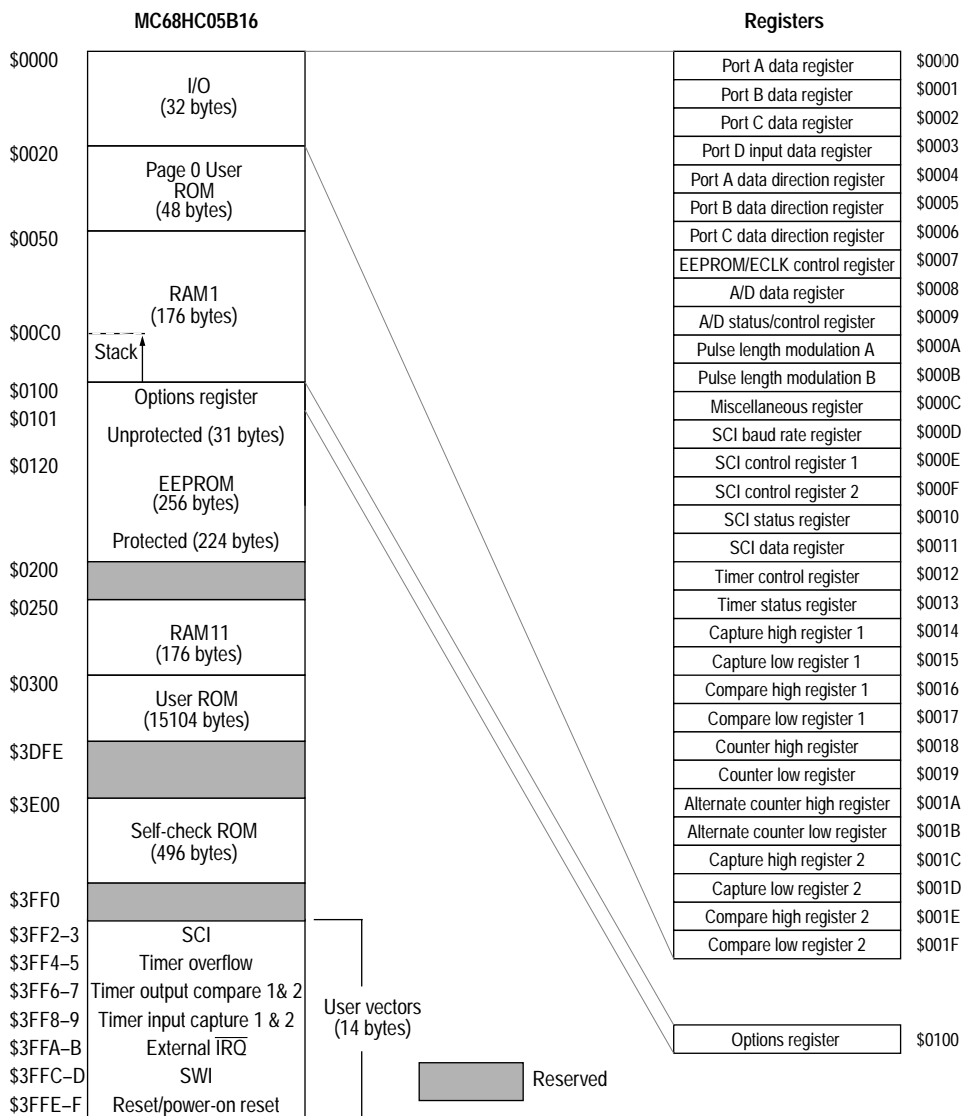 MC68HC05B16
$0000
I/O
(32 bytes)
$0020
Page 0 User
ROM
(48 bytes)
$0050
RAM1
(176 bytes)
$00C0
Stack
$0100
Options register
$0101
Unprotected (31 bytes)
$0120
EEPROM
(256 bytes)
Protected (224 bytes)
$0200
$0250
RAM11
(176 bytes)
$0300
User ROM
(15104 bytes)
$3DFE
$3E00
Self-check ROM
(496 bytes)
$3FF0
$3FF2–3 SCI
$3FF4–5 Timer overflow
$3FF6–7 Timer output compare 1& 2
$3FF8–9 Timer input capture 1 & 2
$3FFA–B External IRQ
$3FFC–D SWI
$3FFE–F Reset/power-on reset
User vectors
(14 bytes)
Reserved
Registers
Port A data register $0000
Port B data register $0001
Port C data register $0002
Port D input data register $0003
Port A data direction register $0004
Port B data direction register $0005
Port C data direction register $0006
EEPROM/ECLK control register $0007
A/D data register $0008
A/D status/control register $0009
Pulse length modulation A $000A
Pulse length modulation B $000B
Miscellaneous register $000C
SCI baud rate register $000D
SCI control register 1 $000E
SCI control register 2 $000F
SCI status register $0010
SCI data register $0011
Timer control register $0012
Timer status register $0013
Capture high register 1 $0014
Capture low register 1 $0015
Compare high register 1 $0016
Compare low register 1 $0017
Counter high register $0018
Counter low register $0019
Alternate counter high register $001A
Alternate counter low register $001B
Capture high register 2 $001C
Capture low register 2 $001D
Compare high register 2 $001E
Compare low register 2 $001F
Options register $0100